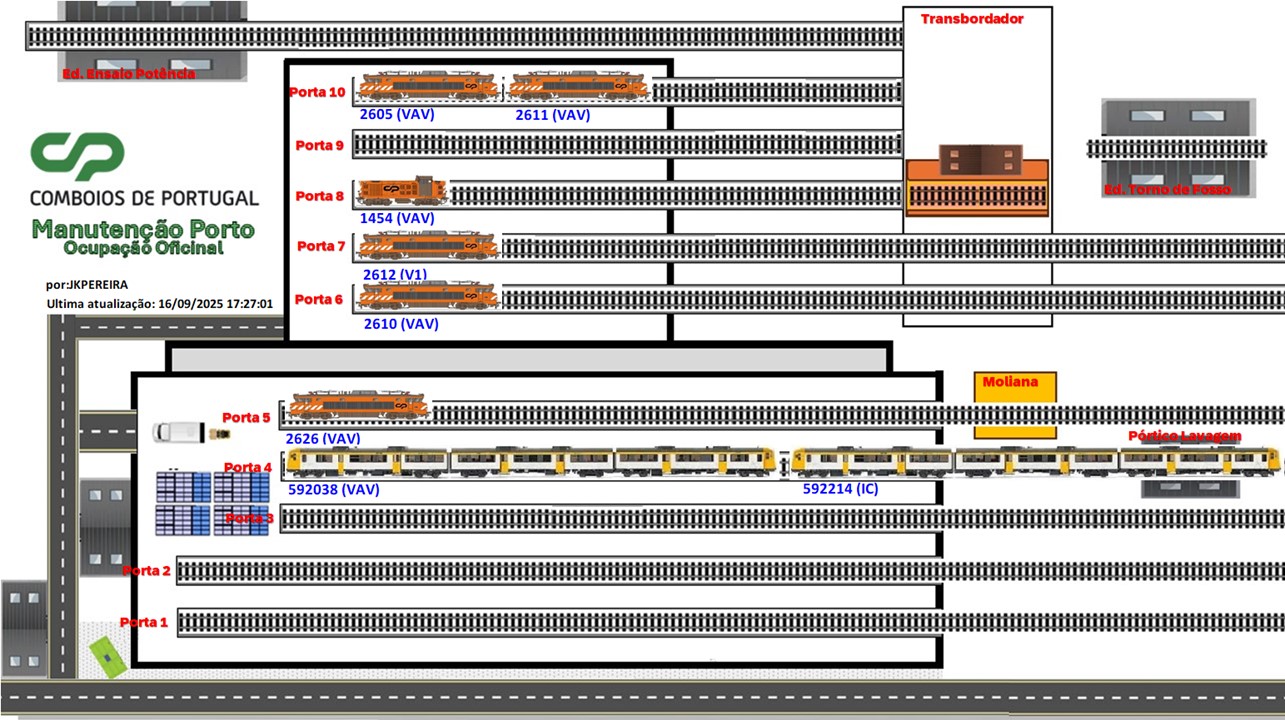 Transbordador
Ed. Ensaio Potência
Porta 10
2605 (VAV)
2611 (VAV)
Porta 9
COMBOIOS DE PORTUGAL
Manutenção Porto
Ocupação Oficinal
Porta 8
1454 (VAV)
Ed. Torno de Fosso
Porta 7
2612 (V1)
por:JKPEREIRA
Ultima atualização: 16/09/2025 17:27:01
Porta 6
2610 (VAV)
Moliana
Porta 5
2626 (VAV)
Pórtico Lavagem
Porta 4
592038 (VAV)
592214 (IC)
Porta 3
Porta 2
Porta 1